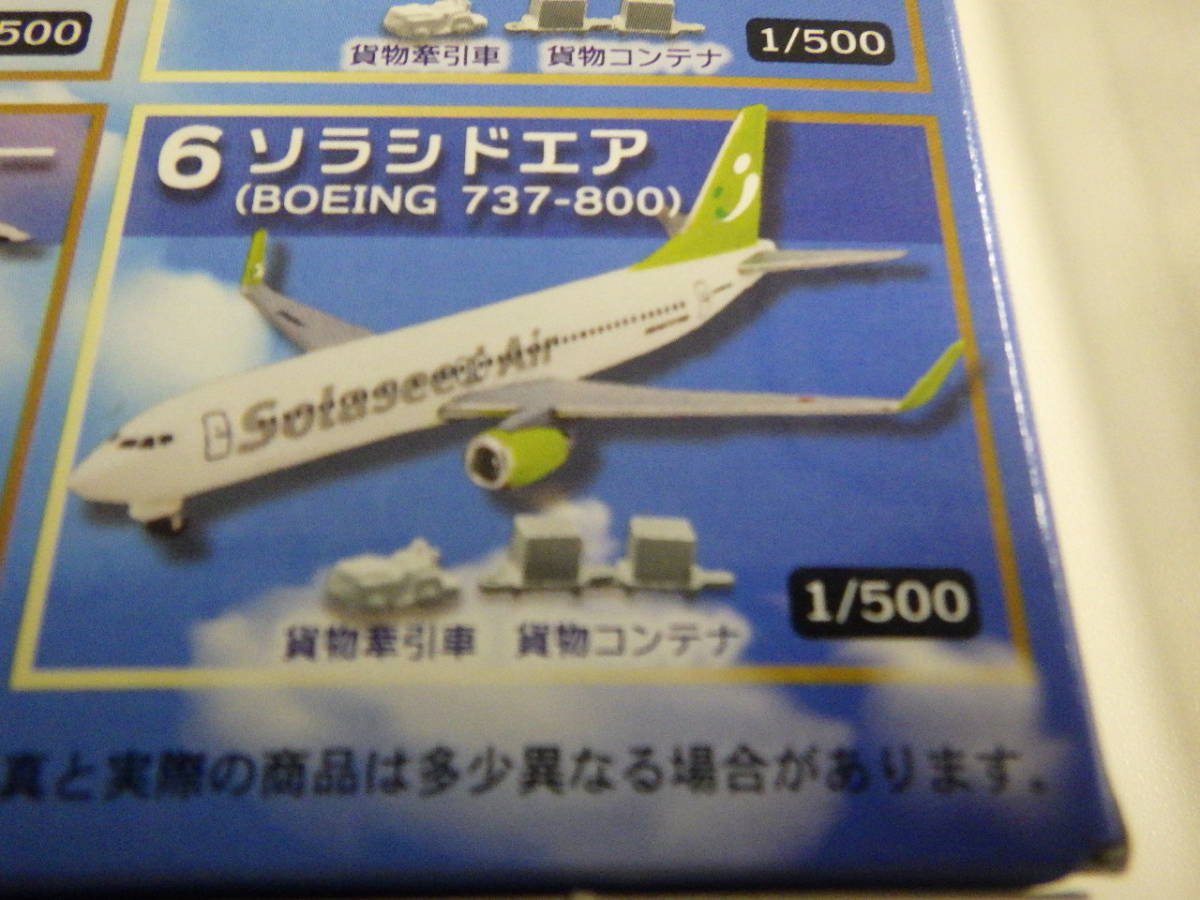 500
貨物牽引車 貨物コンテナ 1/500
6 ソラシドエア
(BOEING 737-800)
Solaseed Air
1/500
貨物牽引車 貨物コンテナ
真と実際の商品は多少異なる場合があります。